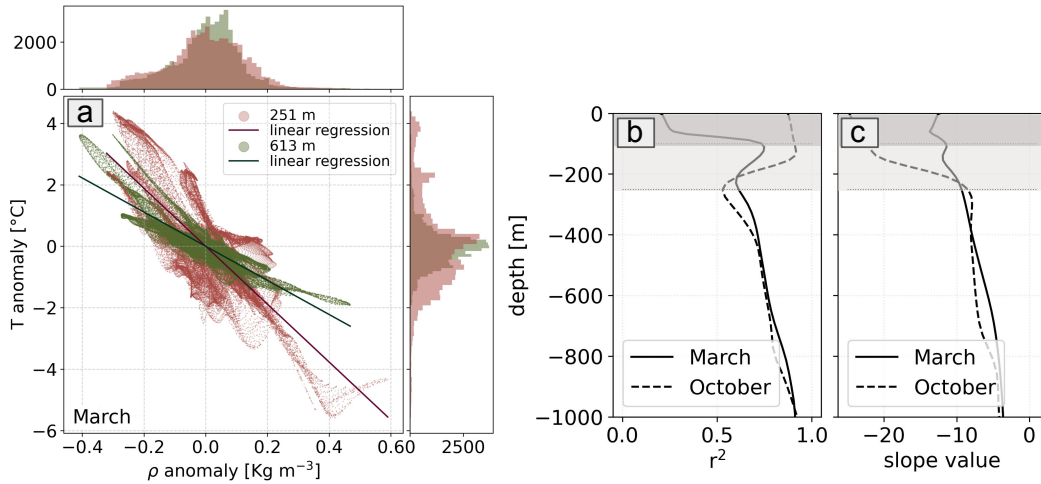 2000
0
a
251 m
linear regression
613 m
linear regression
4
2
0
−2
−4
−6
T anomaly [°C]
March
−0.4
−0.2
0.0
0.2
0.4
0.6
0
2500
ρ anomaly [Kg m⁻³]
b
0
−200
−400
−600
−800
−1000
depth [m]
March
October
0.0
0.5
1.0
r²
c
March
October
−20
−10
0
slope value